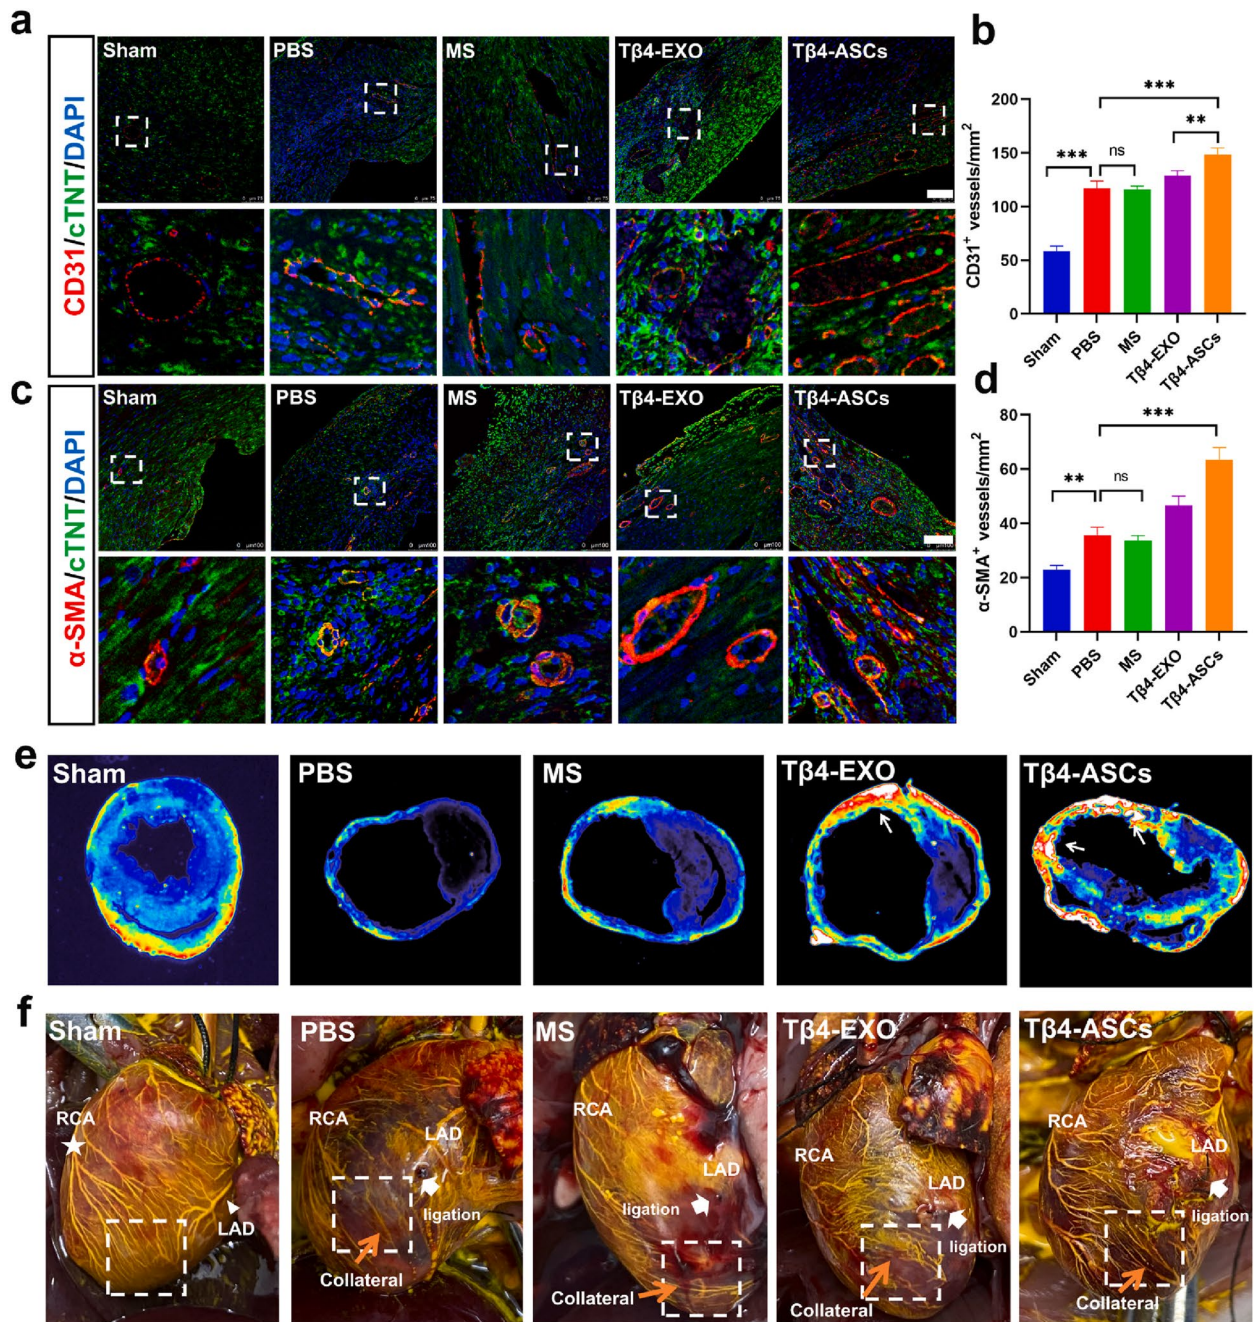 a
CD31/cTNT/DAPI
Sham
PBS
MS
Tβ4-EXO
Tβ4-ASCs
b
CD31⁺ vessels/mm²
200
150
100
50
0
***
***
ns
**
Sham
PBS
MS
Tβ4-EXO
Tβ4-ASCs
c
α-SMA/cTNT/DAPI
Sham
PBS
MS
Tβ4-EXO
Tβ4-ASCs
d
α-SMA⁺ vessels/mm²
80
60
40
20
0
***
**
ns
Sham
PBS
MS
Tβ4-EXO
Tβ4-ASCs
e
Sham
PBS
MS
Tβ4-EXO
Tβ4-ASCs
f
Sham
RCA
LAD
PBS
RCA
LAD
ligation
Collateral
MS
RCA
LAD
ligation
Collateral
Tβ4-EXO
RCA
LAD
ligation
Collateral
Tβ4-ASCs
RCA
LAD
ligation
Collateral